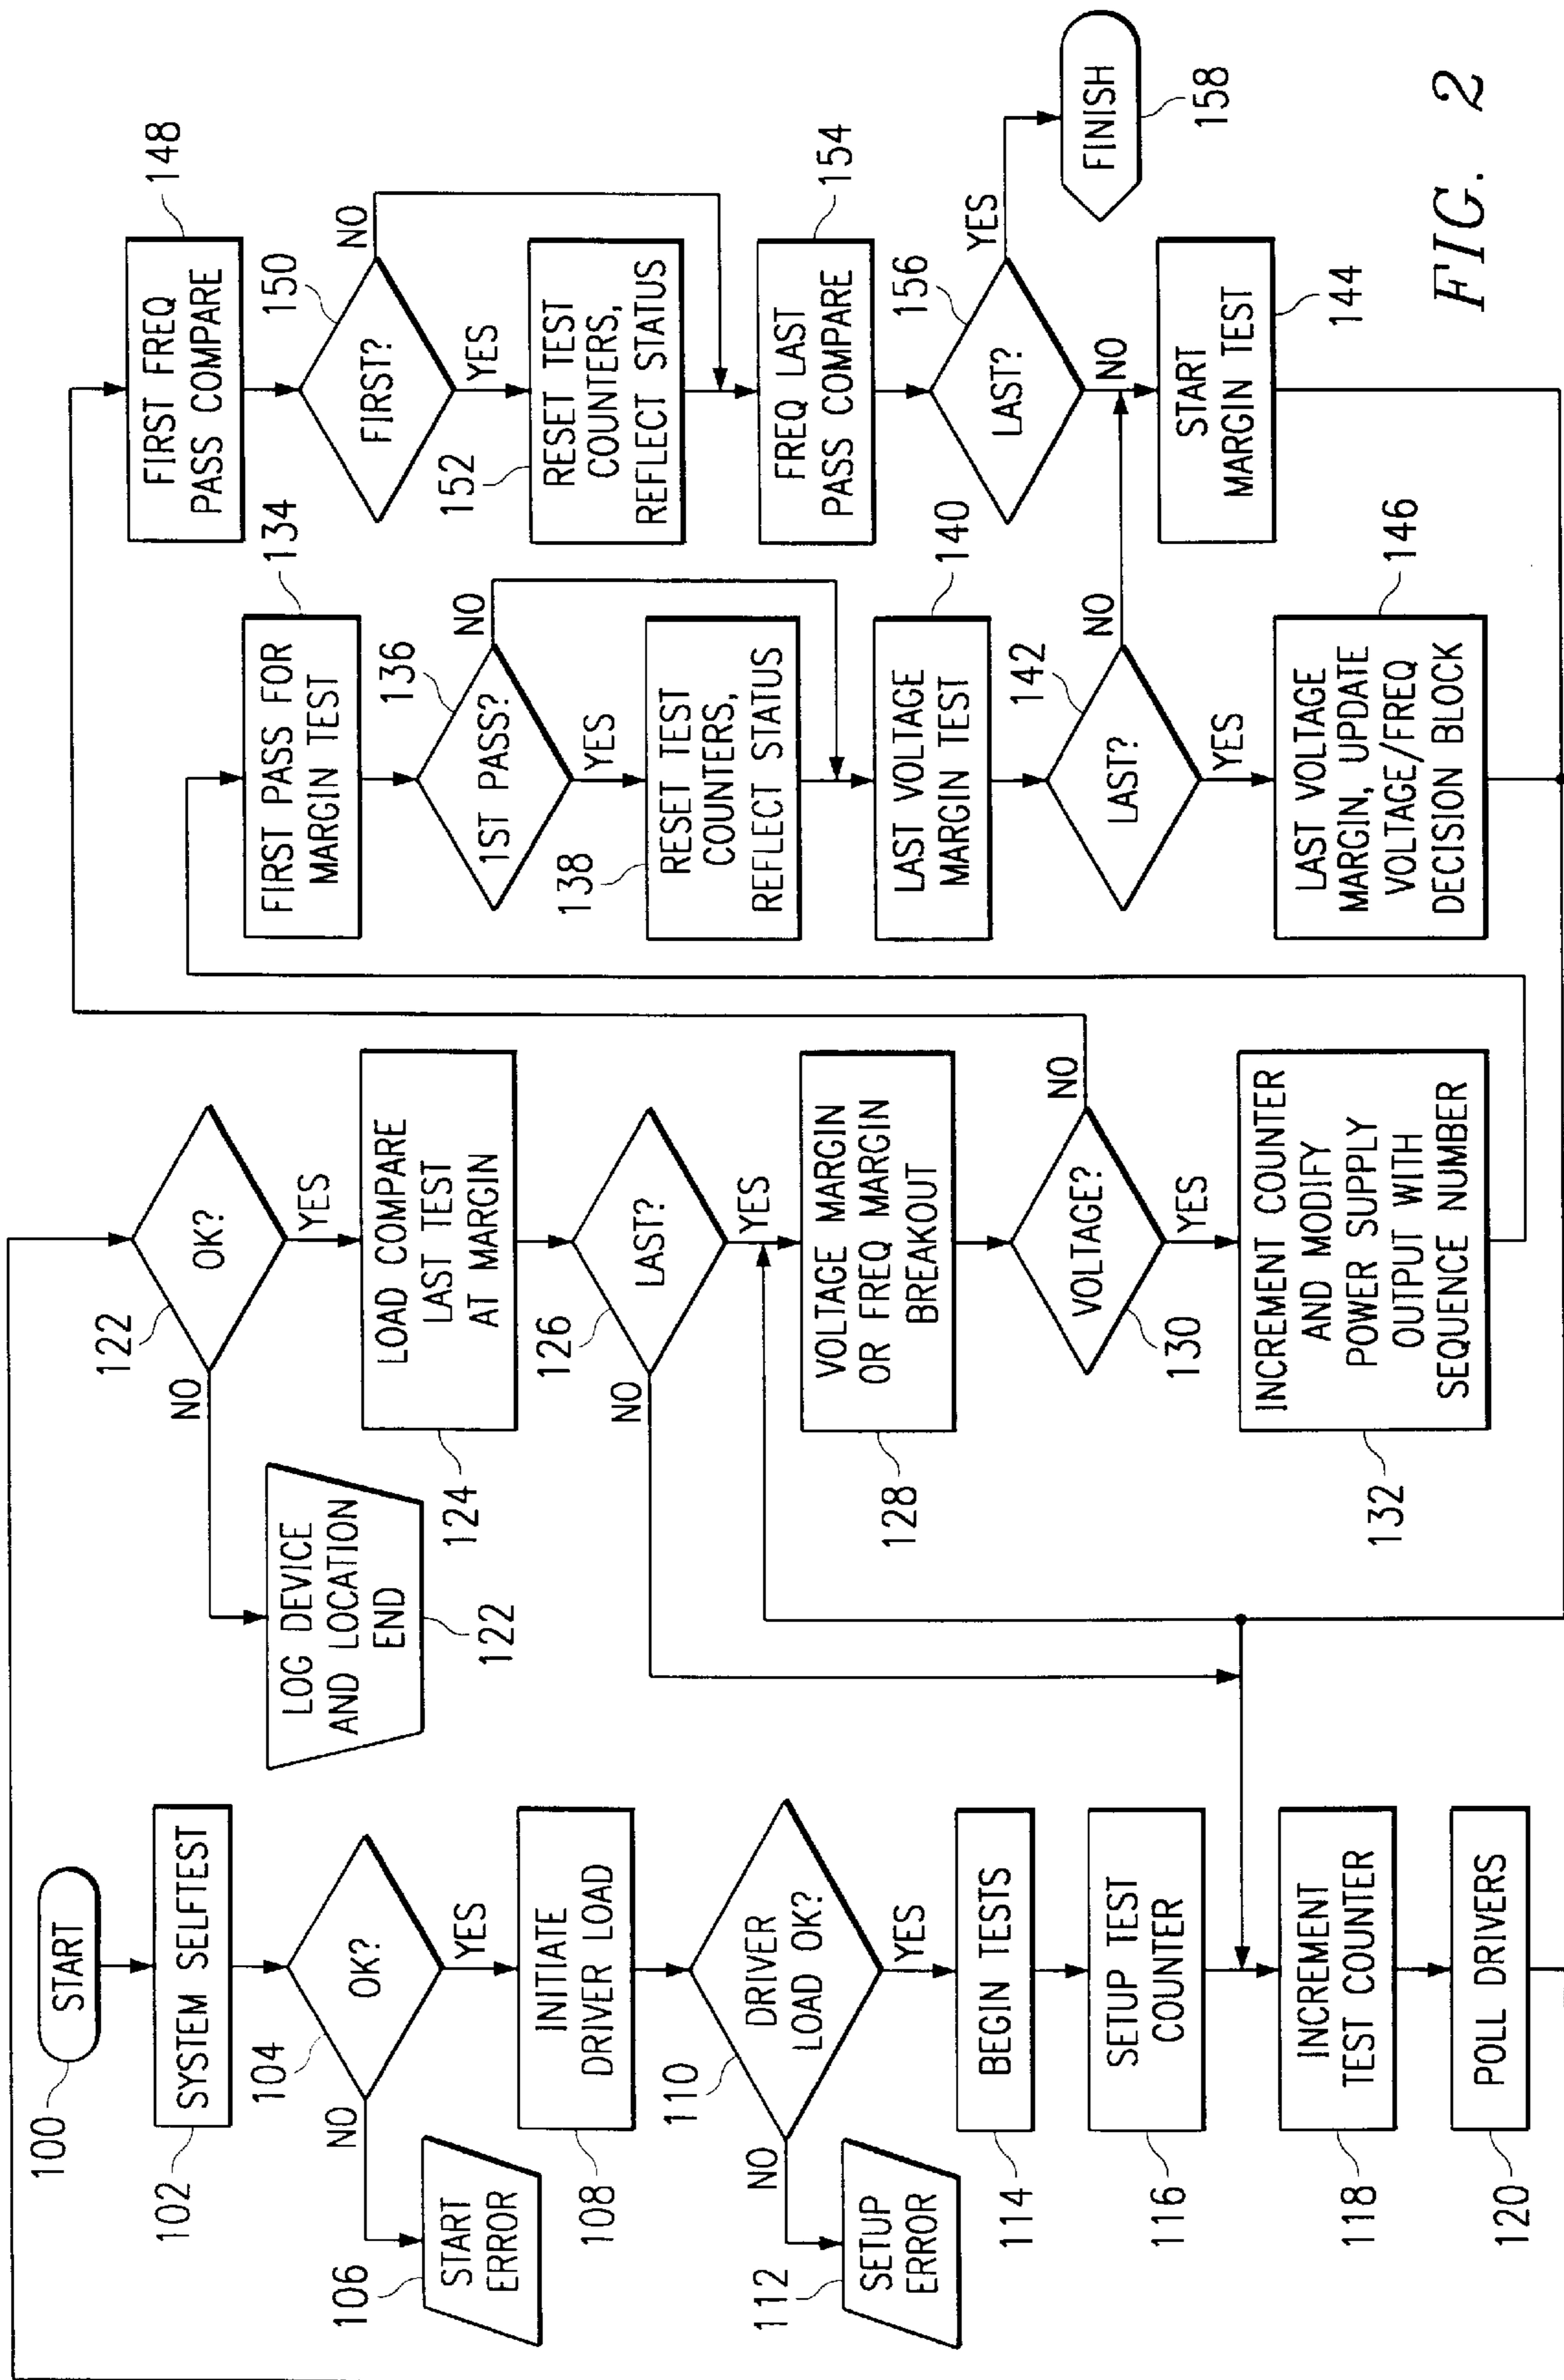 100
START
102
SYSTEM SELFTEST
104
OK?
NO
YES
106
START
ERROR
108
INITIATE
DRIVER LOAD
110
DRIVER
LOAD OK?
NO
YES
112
SETUP
ERROR
114
BEGIN TESTS
116
SETUP TEST
COUNTER
118
INCREMENT
TEST COUNTER
120
POLL DRIVERS
122
OK?
NO
YES
LOG DEVICE
AND LOCATION
END
122
124
LOAD COMPARE
LAST TEST
AT MARGIN
126
LAST?
NO
YES
128
VOLTAGE MARGIN
OR FREQ MARGIN
BREAKOUT
130
VOLTAGE?
NO
YES
132
INCREMENT COUNTER
AND MODIFY
POWER SUPPLY
OUTPUT WITH
SEQUENCE NUMBER
134
FIRST PASS FOR
MARGIN TEST
136
1ST PASS?
NO
YES
138
RESET TEST
COUNTERS,
REFLECT STATUS
140
LAST VOLTAGE
MARGIN TEST
142
LAST?
NO
YES
146
LAST VOLTAGE
MARGIN, UPDATE
VOLTAGE/FREQ
DECISION BLOCK
148
FIRST FREQ
PASS COMPARE
150
FIRST?
NO
YES
152
RESET TEST
COUNTERS,
REFLECT STATUS
154
FREQ LAST
PASS COMPARE
156
LAST?
YES
NO
144
START
MARGIN TEST
FINISH
158
FIG. 2